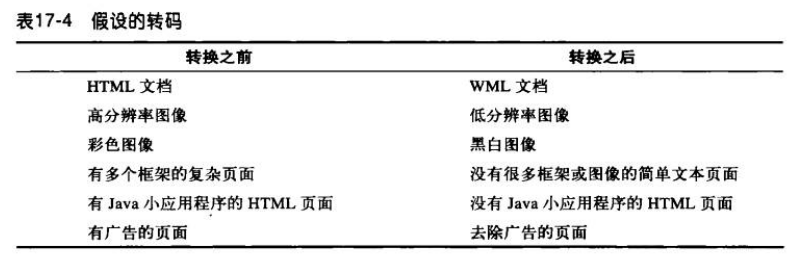 表17-4 假设的转码
转换之前 转换之后
HTML 文档 WML 文档
高分辨率图像 低分辨率图像
彩色图像 黑白图像
有多个框架的复杂页面 没有很多框架或图像的简单文本页面
有 Java 小应用程序的 HTML 页面 没有 Java 小应用程序的 HTML 页面
有广告的页面 去除广告的页面